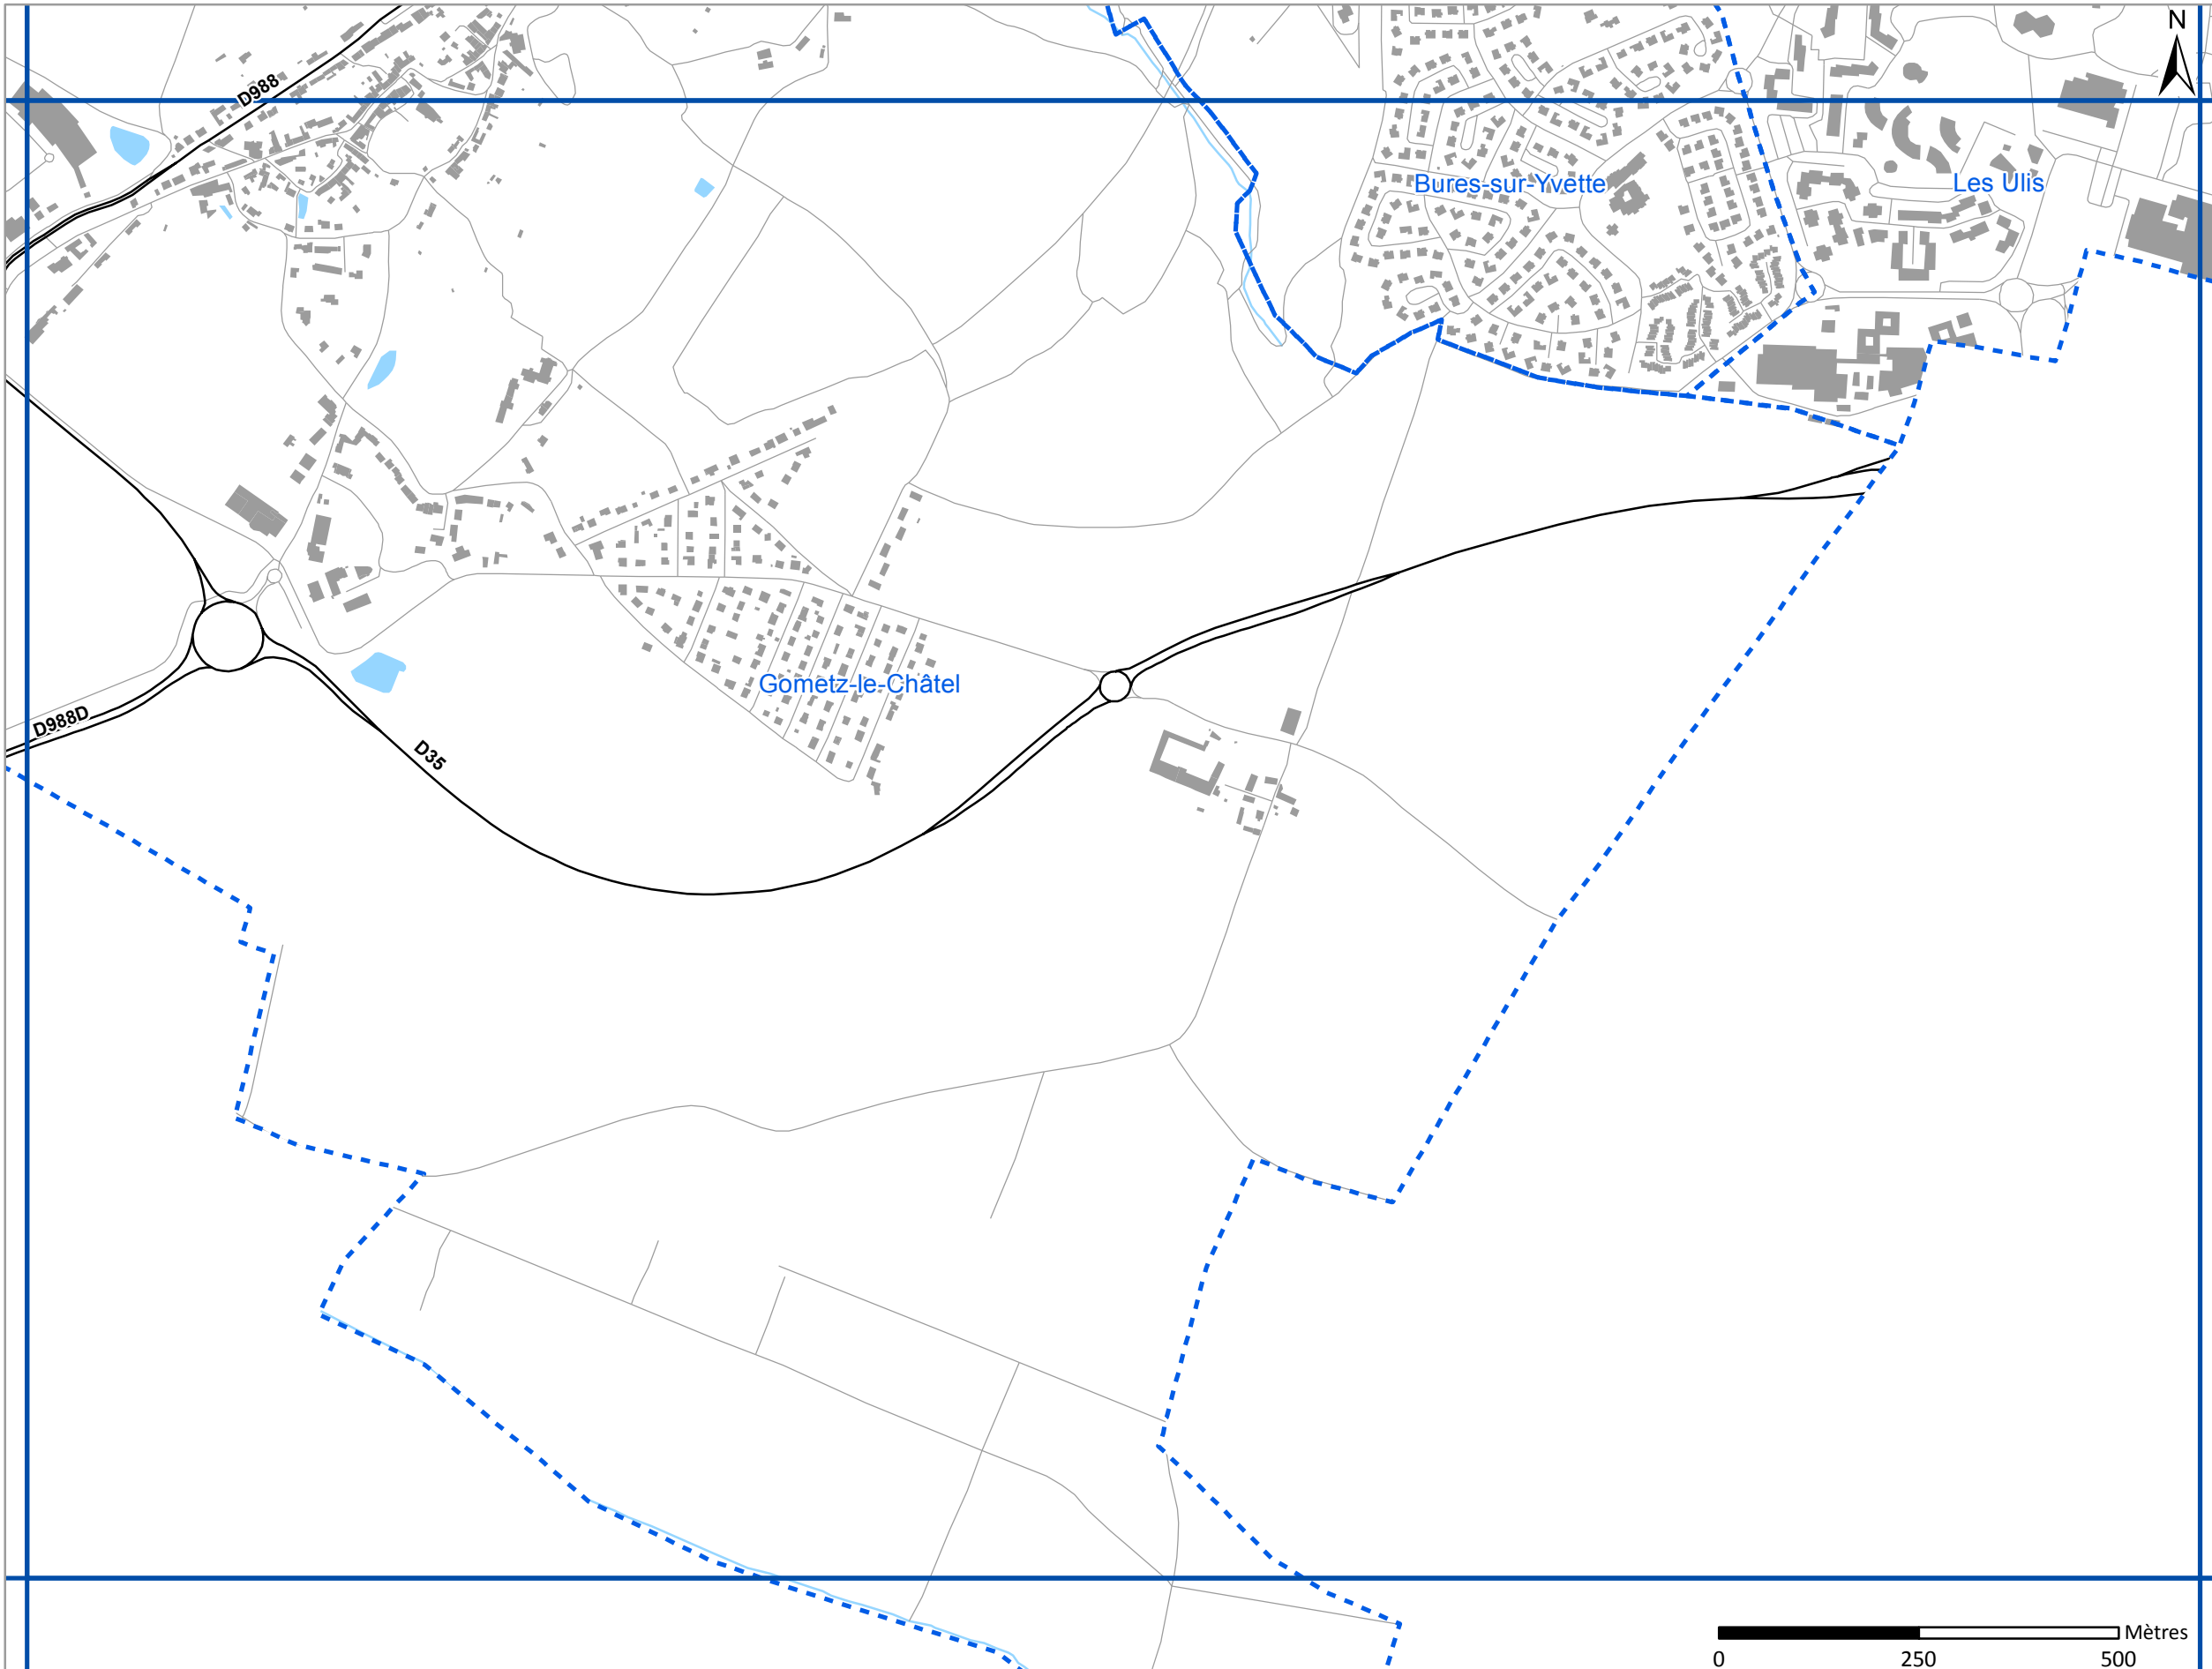 N
D988
Bures-sur-Yvette
Les Ulis
Gometz-le-Châtel
D988D
D35
Mètres
0 250 500